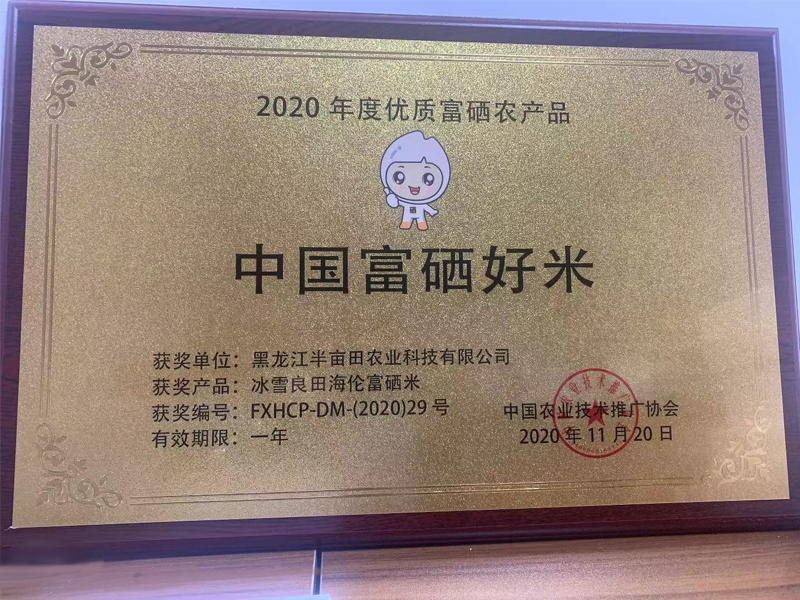 2020 年度优质富硒农产品
中国富硒好米
获奖单位：黑龙江半亩田农业科技有限公司
获奖产品：冰雪良田海伦富硒米
获奖编号：FXHCP-DM-(2020)29 号
有效期限：一年
中国农业技术推广协会
2020 年 11 月 20 日